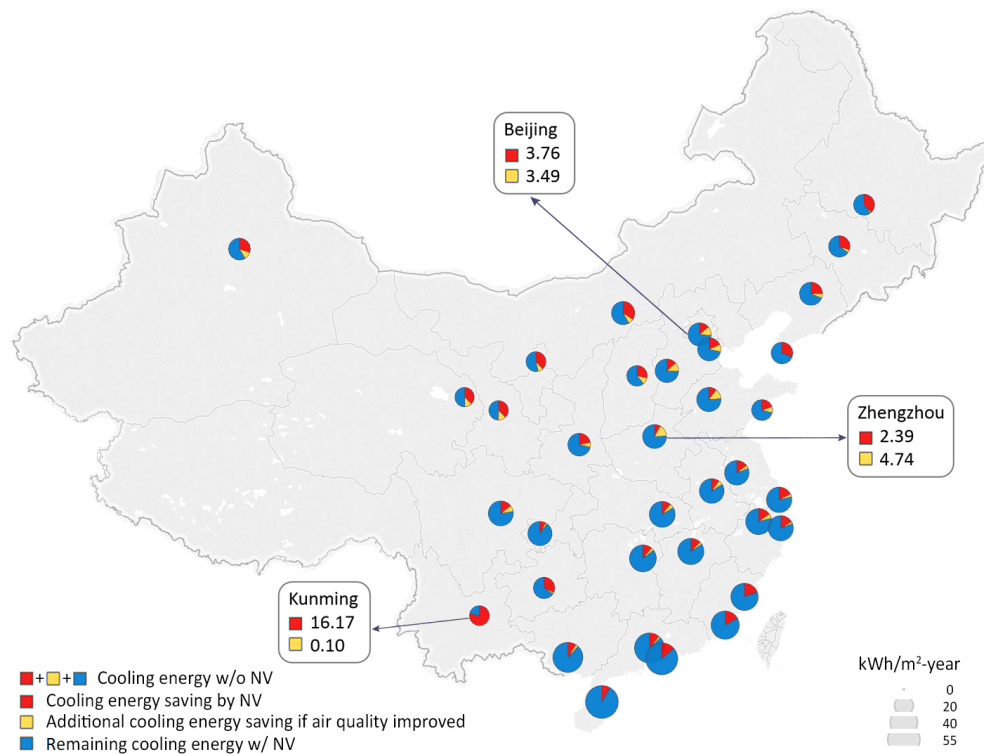 Beijing
3.76
3.49
Zhengzhou
2.39
4.74
Kunming
16.17
0.10
+ + Cooling energy w/o NV
Cooling energy saving by NV
Additional cooling energy saving if air quality improved
Remaining cooling energy w/ NV
kWh/m²-year
0
20
40
55